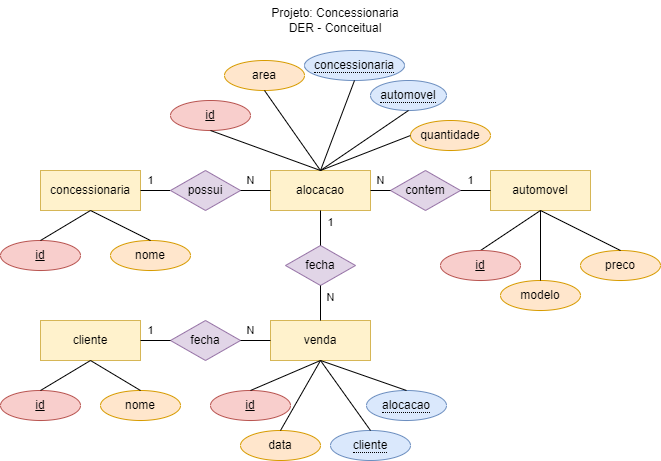 Projeto: Concessionaria
DER - Conceitual
concessionaria
area
automovel
id
quantidade
concessionaria
1
possui
N
alocacao
N
contem
1
automovel
1
id
nome
fecha
id
preco
modelo
N
cliente
1
fecha
N
venda
id
nome
id
alocacao
data
cliente